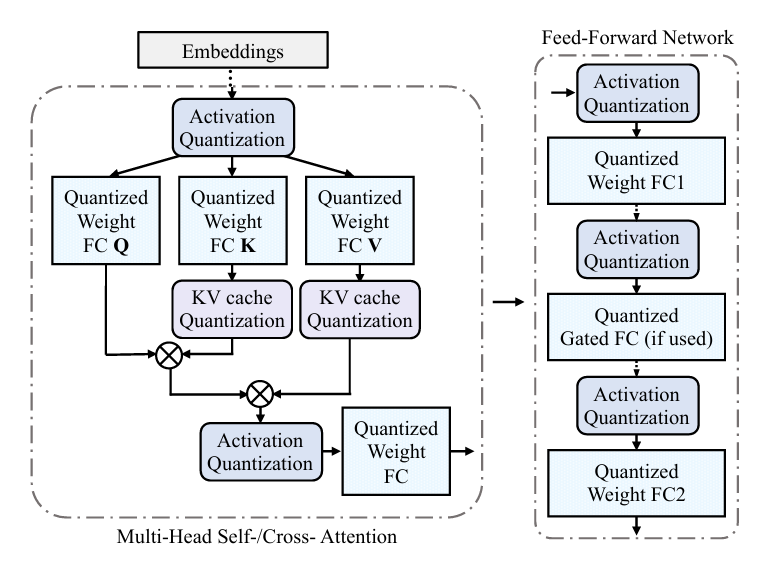 Embeddings
Activation
Quantization
Quantized
Weight
FC Q
Quantized
Weight
FC K
Quantized
Weight
FC V
KV cache
Quantization
KV cache
Quantization
Activation
Quantization
Quantized
Weight
FC
Multi-Head Self-/Cross- Attention
Feed-Forward Network
Activation
Quantization
Quantized
Weight FC1
Activation
Quantization
Quantized
Gated FC (if used)
Activation
Quantization
Quantized
Weight FC2